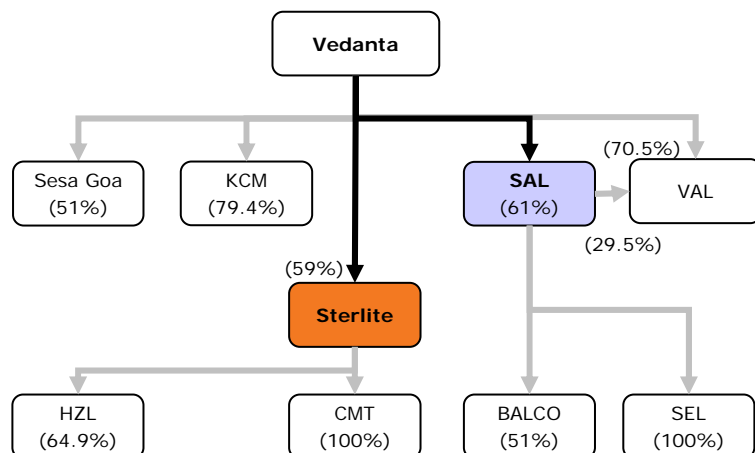 Vedanta
(70.5%)
Sesa Goa
(51%)
KCM
(79.4%)
SAL
(61%)
VAL
(29.5%)
(59%)
Sterlite
HZL
(64.9%)
CMT
(100%)
BALCO
(51%)
SEL
(100%)